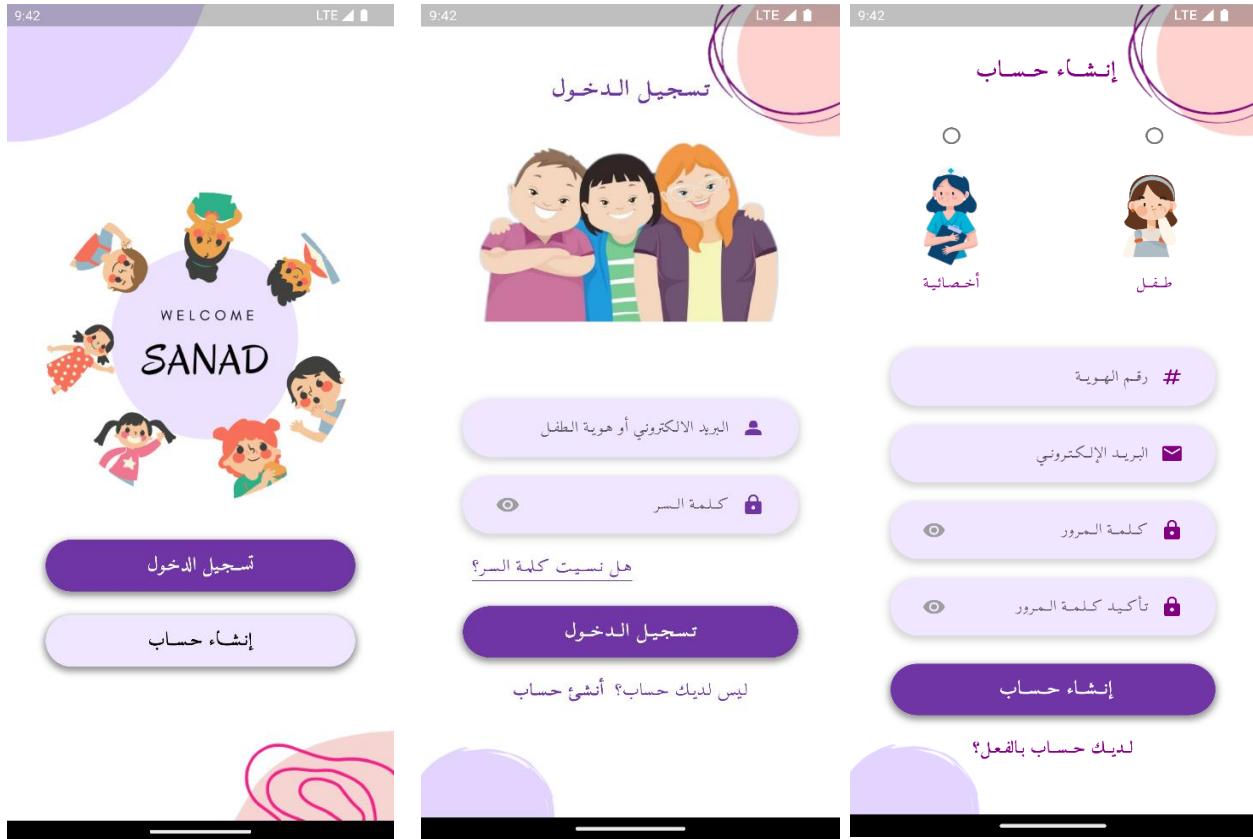 9:42 LTE
WELCOME
SANAD
تسجيل الدخول
إنشاء حساب
9:42 LTE
تسجيل الدخول
البريد الالكتروني أو هوية الطفل
كلمة السر
هل نسيت كلمة السر؟
تسجيل الدخول
ليس لديك حساب؟ أنشئ حساب
9:42 LTE
إنشاء حساب
طفل
أخصائية
# رقم الهوية
البريد الإلكتروني
كلمة المرور
تأكيد كلمة المرور
إنشاء حساب
لديك حساب بالفعل؟